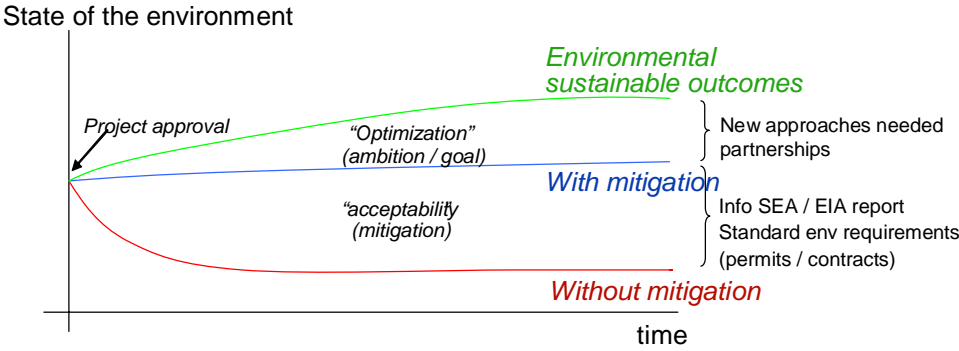 State of the environment
Environmental
sustainable outcomes
Project approval
“Optimization”
(ambition / goal)
New approaches needed
partnerships
With mitigation
“acceptability
(mitigation)
Info SEA / EIA report
Standard env requirements
(permits / contracts)
Without mitigation
time